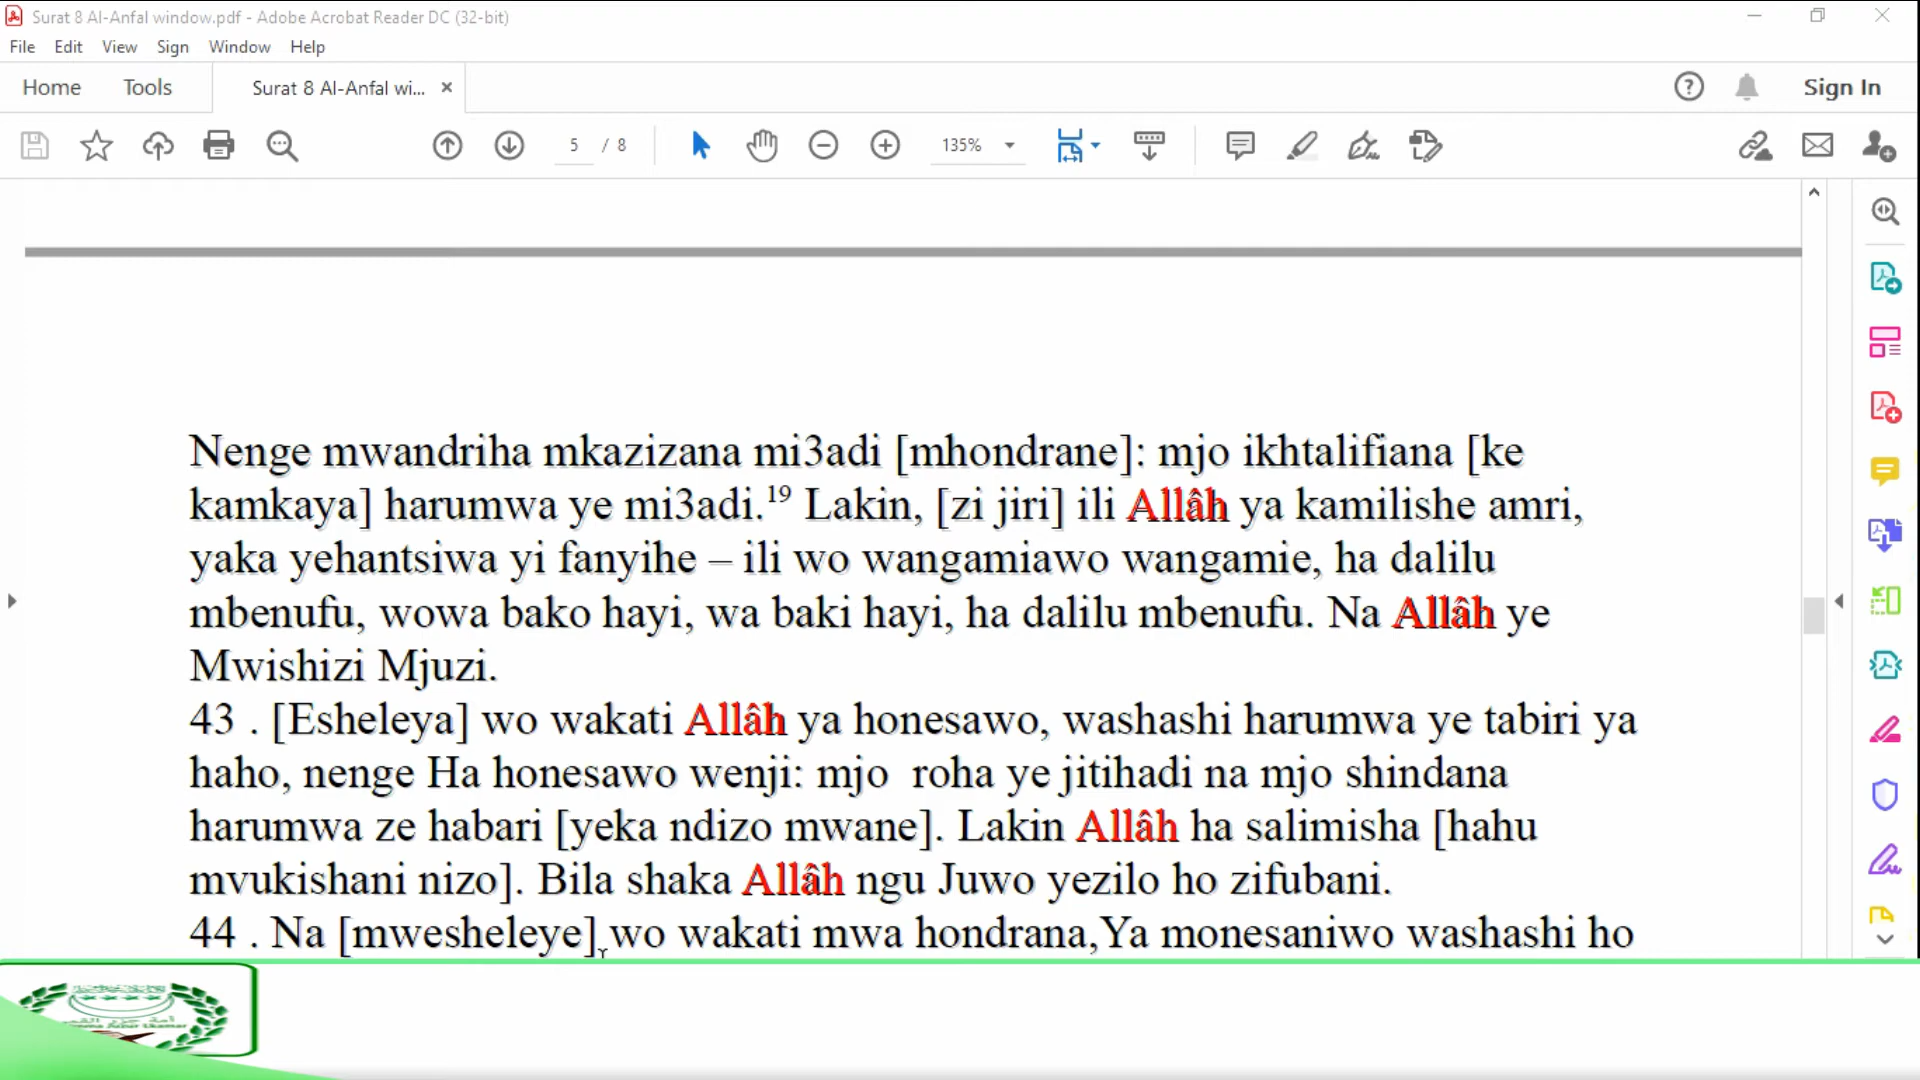 Surat 8 Al-Anfal window.pdf - Adobe Acrobat Reader DC (32-bit)
File Edit View Sign Window Help
Home Tools Surat 8 Al-Anfal wi... × Sign In
5 / 8 135%
Nenge mwandriha mkazizana mi3adi [mhondrane]: mjo ikhtalifiana [ke
kamkaya] harumwa ye mi3adi.19 Lakin, [zi jiri] ili Allâh ya kamilishe amri,
yaka yehantsiwa yi fanyihe – ili wo wangamiawo wangamie, ha dalilu
mbenufu, wowa bako hayi, wa baki hayi, ha dalilu mbenufu. Na Allâh ye
Mwishizi Mjuzi.
43 . [Esheleya] wo wakati Allâh ya honesawo, washashi harumwa ye tabiri ya
haho, nenge Ha honesawo wenji: mjo roha ye jitihadi na mjo shindana
harumwa ze habari [yeka ndizo mwane]. Lakin Allâh ha salimisha [hahu
mvukishani nizo]. Bila shaka Allâh ngu Juwo yezilo ho zifubani.
44 . Na [mwesheleye] wo wakati mwa hondrana,Ya monesaniwo washashi ho